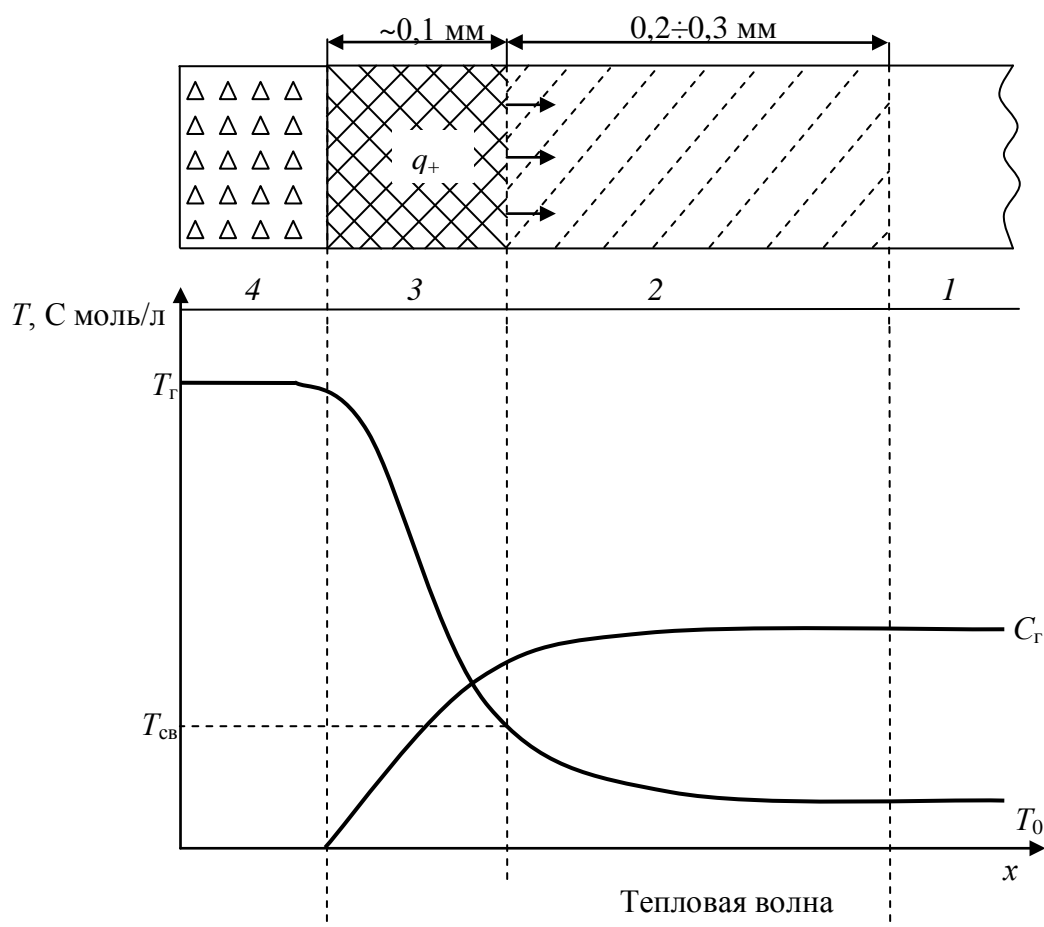 ~0,1 мм 0,2÷0,3 мм
q₊
4 3 2 1
T, С моль/л
Tг
Cг
Tсв
T₀
x
Тепловая волна